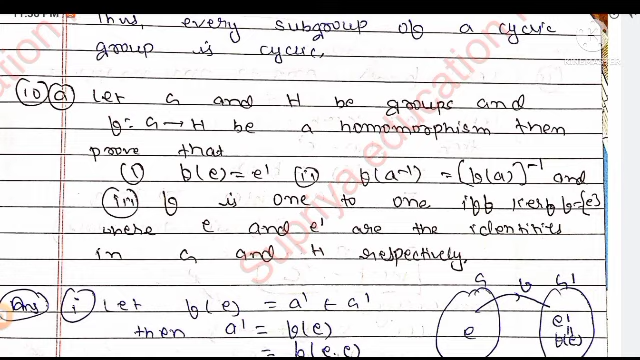 Thus, every subgroup of a cyclic
group is cyclic.
10 a Let G and H be groups and
f: G → H be a homomorphism then
prove that
(i) f(e) = e' (ii) f(a⁻¹) = [f(a)]⁻¹ and
(iii) f is one to one iff kerf = {e}
where e and e' are the identities
in G and H respectively.
Ans (i) Let f(e) = a' ∈ G'
then a' = f(e)
= f(e.e)
G f G'
e e'
f(e)
Supriya education